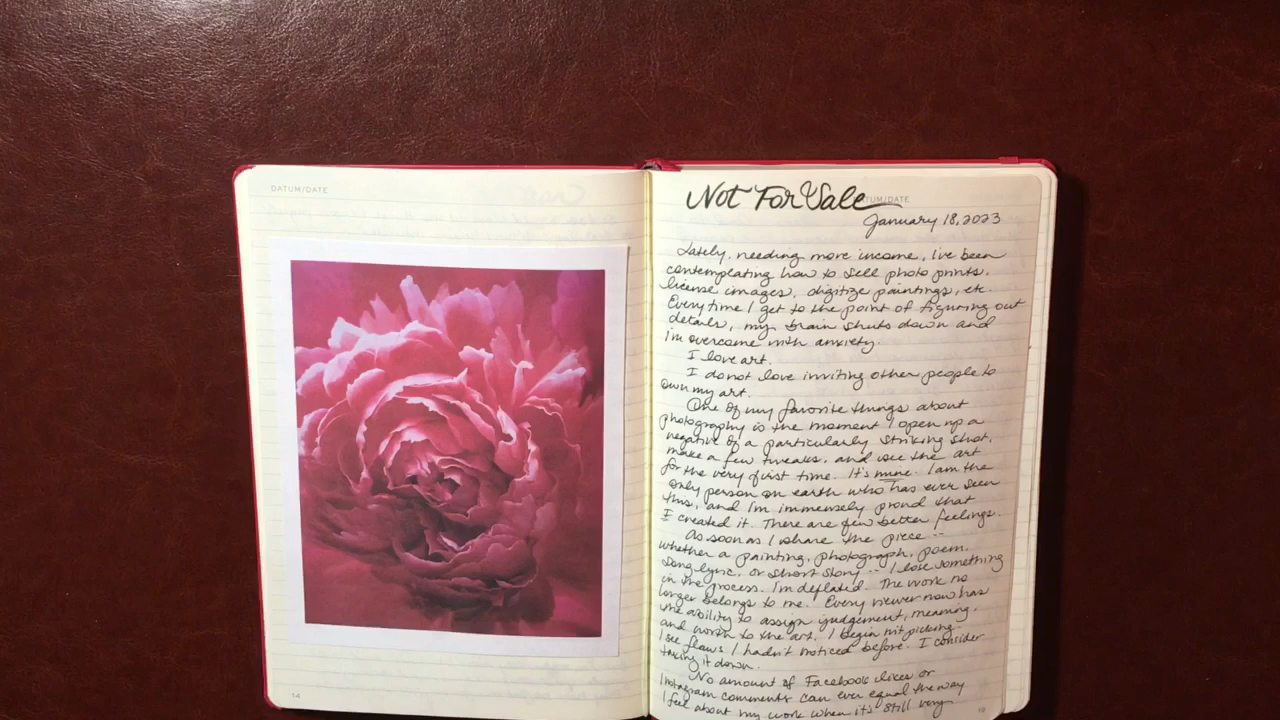 DATUM/DATE
14
Not For Sale
TUM/DATE
January 18, 2023
Lately, needing more income, I've been
contemplating how to sell photo prints,
license images, digitize paintings, etc.
Every time I get to the point of figuring out
details, my brain shuts down and
I'm overcome with anxiety.
I love art.
I do not love inviting other people to
own my art.
One of my favorite things about
photography is the moment I open up a
negative of a particularly striking shot,
make a few tweaks, and see the art
for the very first time. It's mine. I am the
only person on earth who has ever seen
this, and I'm immensely proud that
I created it. There are few better feelings.
As soon as I share the piece --
whether a painting, photograph, poem,
song lyric, or short story -- I lose something
in the process. I'm deflated. The work no
longer belongs to me. Every viewer now has
the ability to assign judgement, meaning,
and worth to the art. I begin nit picking.
I see flaws I hadn't noticed before. I consider
taking it down.
No amount of Facebook likes or
Instagram comments can ever equal the way
I feel about my work when it's still very